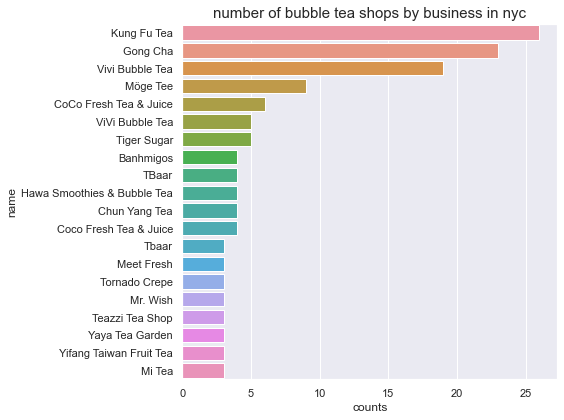 number of bubble tea shops by business in nyc
Kung Fu Tea
Gong Cha
Vivi Bubble Tea
Möge Tee
CoCo Fresh Tea & Juice
ViVi Bubble Tea
Tiger Sugar
Banhmigos
TBaar
Hawa Smoothies & Bubble Tea
Chun Yang Tea
Coco Fresh Tea & Juice
Tbaar
Meet Fresh
Tornado Crepe
Mr. Wish
Teazzi Tea Shop
Yaya Tea Garden
Yifang Taiwan Fruit Tea
Mi Tea
name
0 5 10 15 20 25
counts